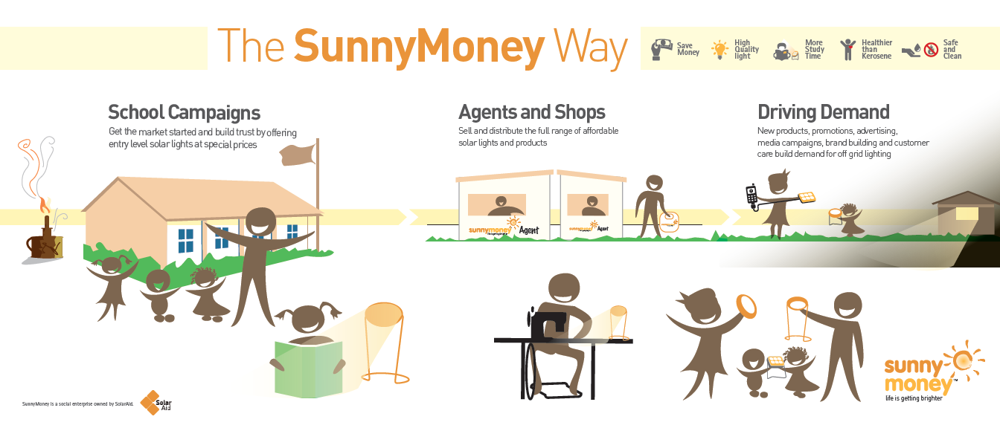 The SunnyMoney Way
Save
Money
High
Quality
light
More
Study
Time
Healthier
than
Kerosene
Safe
and
Clean
School Campaigns
Get the market started and build trust by offering
entry level solar lights at special prices
Agents and Shops
Sell and distribute the full range of affordable
solar lights and products
Driving Demand
New products, promotions, advertising,
media campaigns, brand building and customer
care build demand for off grid lighting
sunnymoney
Agent
sunnymoney
Agent
SunnyMoney is a social enterprise owned by SolarAid.
Solar
Aid
sunny
money™
life is getting brighter